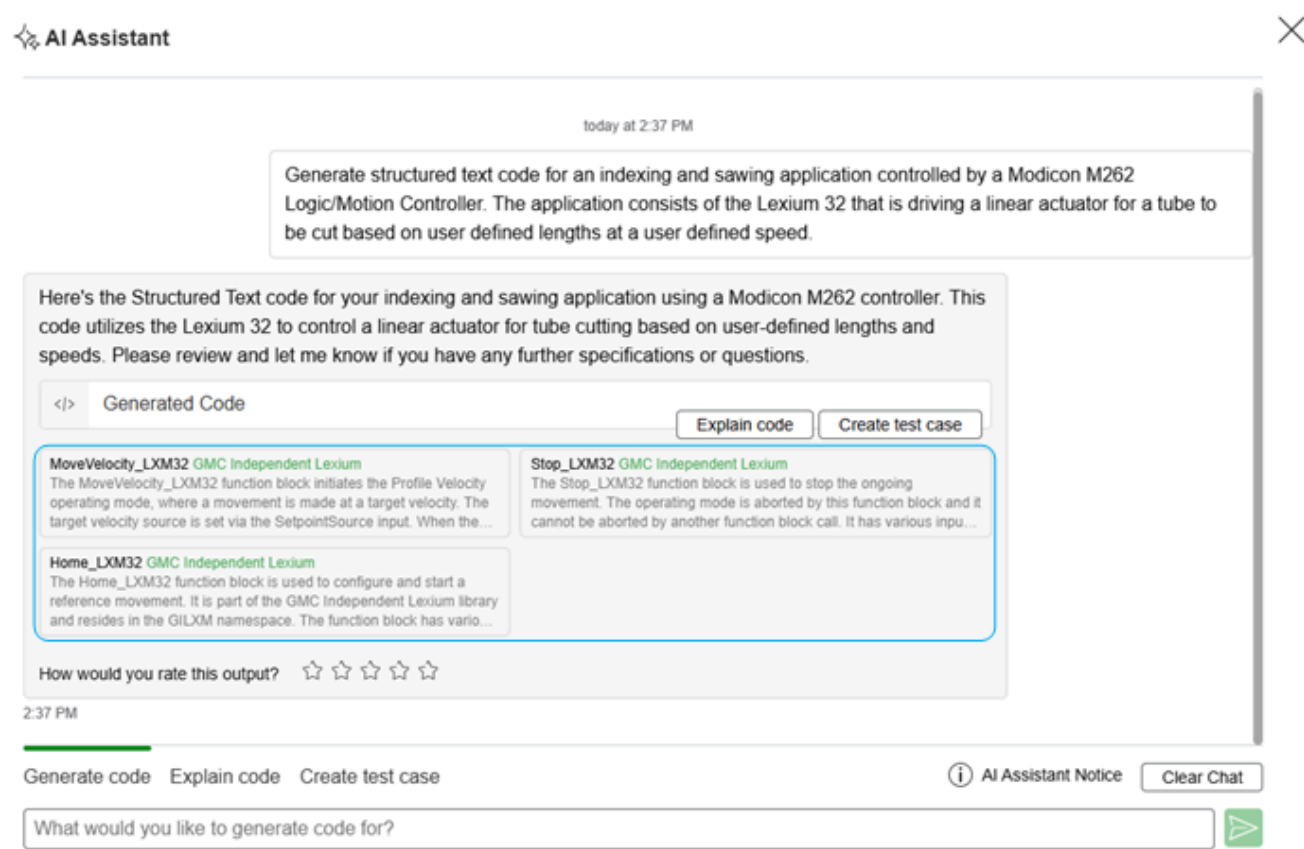 AI Assistant
today at 2:37 PM
Generate structured text code for an indexing and sawing application controlled by a Modicon M262
Logic/Motion Controller. The application consists of the Lexium 32 that is driving a linear actuator for a tube to
be cut based on user defined lengths at a user defined speed.
Here's the Structured Text code for your indexing and sawing application using a Modicon M262 controller. This
code utilizes the Lexium 32 to control a linear actuator for tube cutting based on user-defined lengths and
speeds. Please review and let me know if you have any further specifications or questions.
</> Generated Code
Explain code Create test case
MoveVelocity_LXM32 GMC Independent Lexium
The MoveVelocity_LXM32 function block initiates the Profile Velocity
operating mode, where a movement is made at a target velocity. The
target velocity source is set via the SetpointSource input. When the...
Stop_LXM32 GMC Independent Lexium
The Stop_LXM32 function block is used to stop the ongoing
movement. The operating mode is aborted by this function block and it
cannot be aborted by another function block call. It has various inpu...
Home_LXM32 GMC Independent Lexium
The Home_LXM32 function block is used to configure and start a
reference movement. It is part of the GMC Independent Lexium library
and resides in the GILXM namespace. The function block has vario...
How would you rate this output?
2:37 PM
Generate code Explain code Create test case
AI Assistant Notice Clear Chat
What would you like to generate code for?